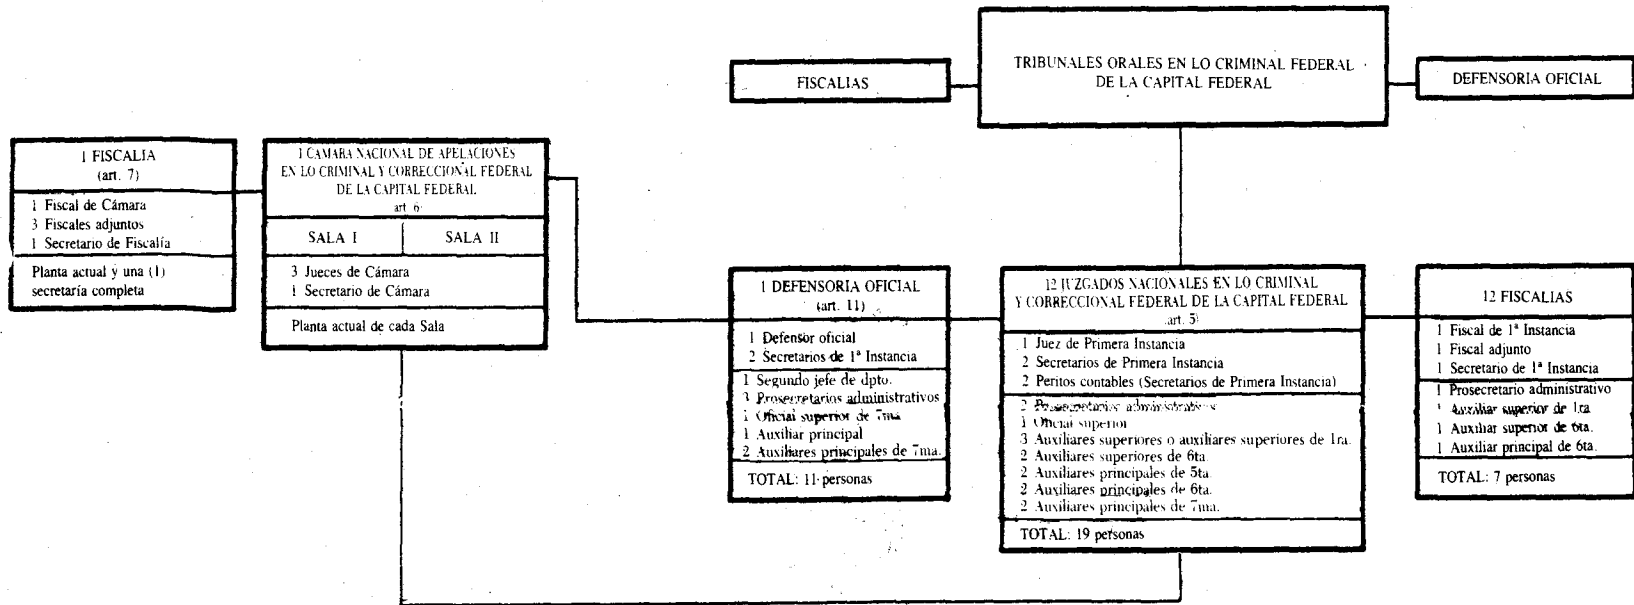 TRIBUNALES ORALES EN LO CRIMINAL FEDERAL
DE LA CAPITAL FEDERAL
FISCALIAS
DEFENSORIA OFICIAL
1 FISCALIA
(art. 7)
1 Fiscal de Cámara
3 Fiscales adjuntos
1 Secretario de Fiscalía
Planta actual y una (1)
secretaría completa
1 CAMARA NACIONAL DE APELACIONES
EN LO CRIMINAL Y CORRECCIONAL FEDERAL
DE LA CAPITAL FEDERAL
art. 6
SALA I
SALA II
3 Jueces de Cámara
1 Secretario de Cámara
Planta actual de cada Sala
1 DEFENSORIA OFICIAL
(art. 11)
1 Defensor oficial
2 Secretarios de 1ª Instancia
1 Segundo jefe de dpto.
3 Prosecretarios administrativos
1 Oficial superior de 7ma
1 Auxiliar principal
2 Auxiliares principales de 7ma.
TOTAL: 11 personas
12 JUZGADOS NACIONALES EN LO CRIMINAL
Y CORRECCIONAL FEDERAL DE LA CAPITAL FEDERAL
art. 5
1 Juez de Primera Instancia
2 Secretarios de Primera Instancia
2 Peritos contables (Secretarios de Primera Instancia)
2 Prosecretarios administrativos
1 Oficial superior
3 Auxiliares superiores o auxiliares superiores de 1ra.
2 Auxiliares superiores de 6ta.
2 Auxiliares principales de 5ta.
2 Auxiliares principales de 6ta.
2 Auxiliares principales de 7ma.
TOTAL: 19 personas
12 FISCALIAS
1 Fiscal de 1ª Instancia
1 Fiscal adjunto
1 Secretario de 1ª Instancia
1 Prosecretario administrativo
1 Auxiliar superior de 1ra
1 Auxiliar superior de 6ta.
1 Auxiliar principal de 6ta.
TOTAL: 7 personas